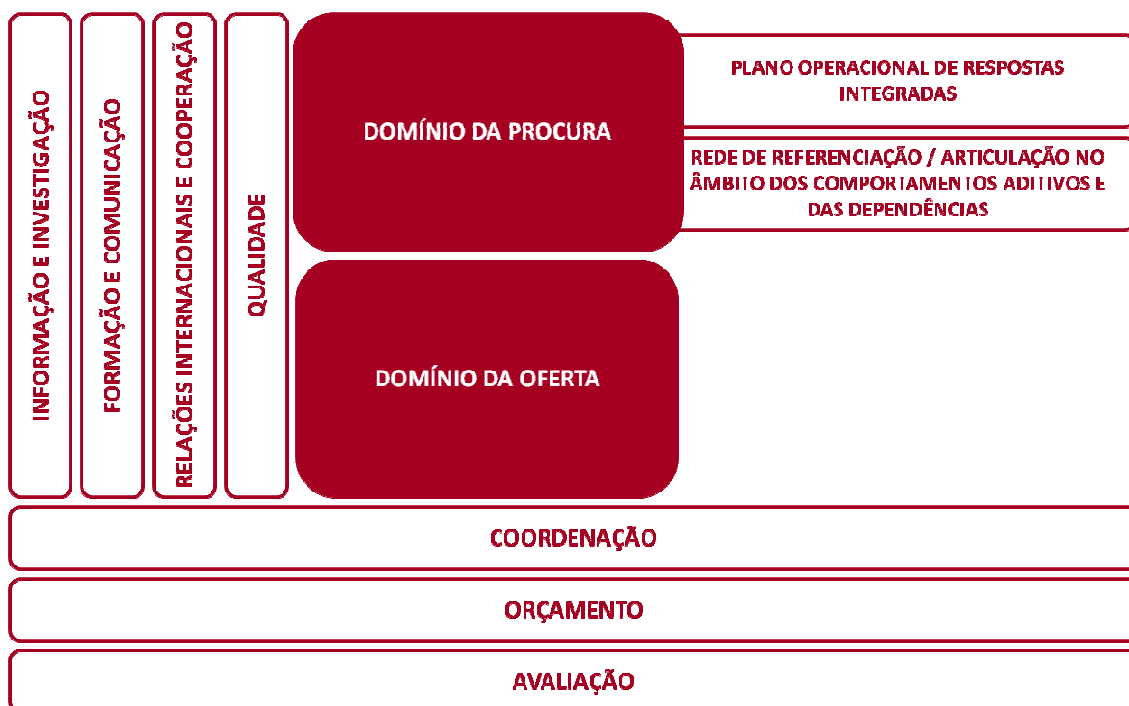 INFORMAÇÃO E INVESTIGAÇÃO
FORMAÇÃO E COMUNICAÇÃO
RELAÇÕES INTERNACIONAIS E COOPERAÇÃO
QUALIDADE
DOMÍNIO DA PROCURA
PLANO OPERACIONAL DE RESPOSTAS
INTEGRADAS
REDE DE REFERENCIAÇÃO / ARTICULAÇÃO NO
ÂMBITO DOS COMPORTAMENTOS ADITIVOS E
DAS DEPENDÊNCIAS
DOMÍNIO DA OFERTA
COORDENAÇÃO
ORÇAMENTO
AVALIAÇÃO